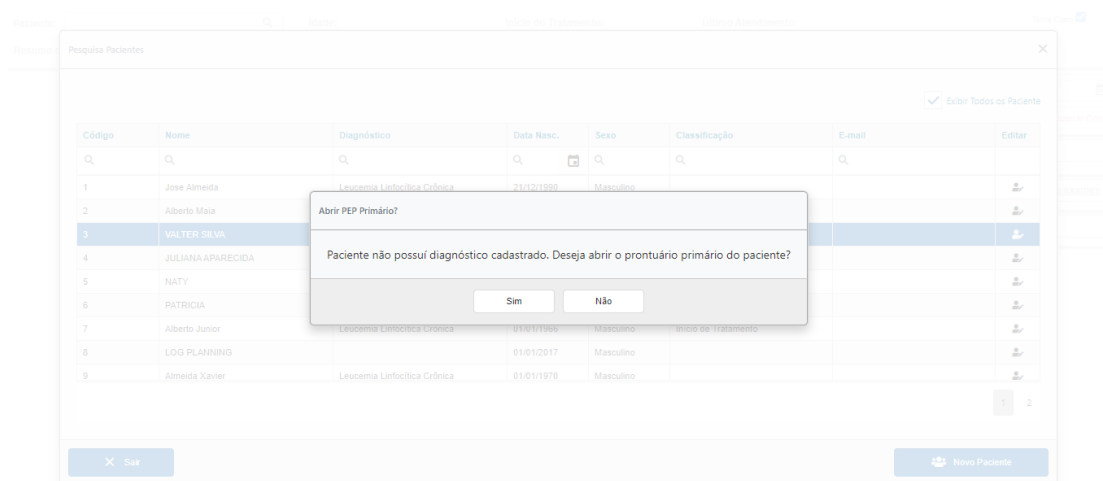 Pesquisa Pacientes
Exibir Todos os Paciente
Código Nome Diagnóstico Data Nasc. Sexo Classificação E-mail Editar
1 Jose Almeida Leucemia Linfocítica Crônica 21/12/1990 Masculino
2 Alberto Maia
Abrir PEP Primário?
3 VALTER SILVA
4 JULIANA APARECIDA
Paciente não possuí diagnóstico cadastrado. Deseja abrir o prontuário primário do paciente?
5 NATY
6 PATRICIA
Sim Não
7 Alberto Junior Leucemia Linfocítica Crônica 01/01/1966 Masculino Início de Tratamento
8 LOG PLANNING 01/01/2017 Masculino
9 Almeida Xavier Leucemia Linfocítica Crônica 01/01/1970 Masculino
1 2
Sair Novo Paciente